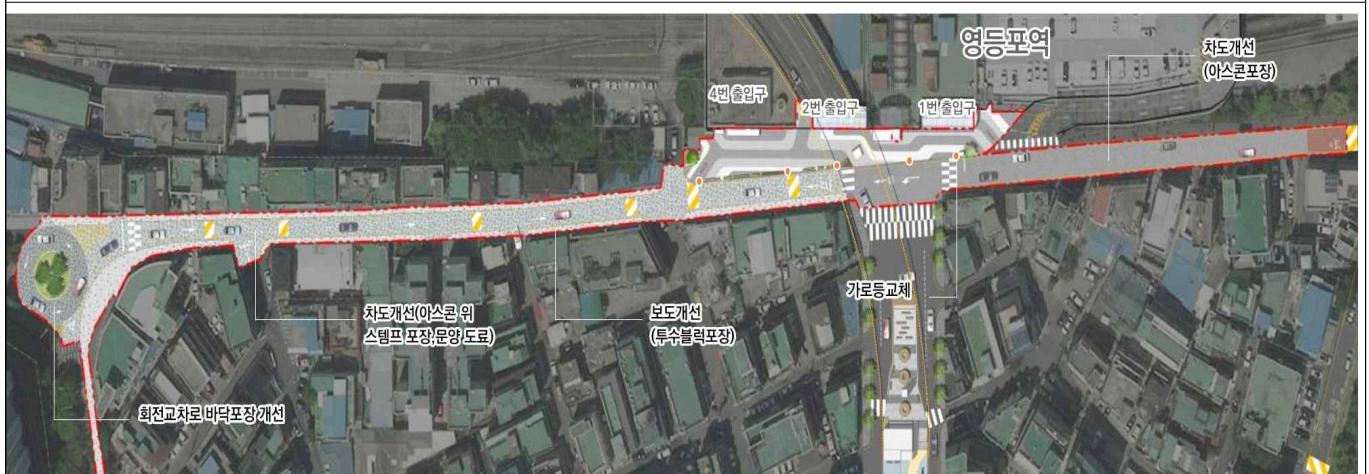 영등포역
차도개선
(아스콘포장)
4번 출입구
2번 출입구
1번 출입구
가로등교체
차도개선(아스콘 위
스템프 포장,문양 도료)
보도개선
(투수블럭포장)
회전교차로 바닥포장 개선